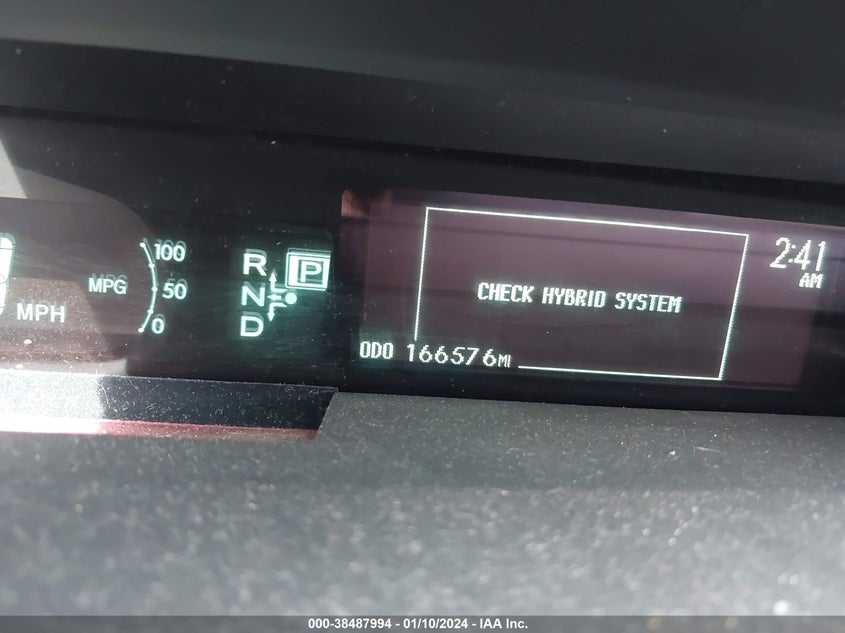 100
MPG
50
0
MPH
R
P
N
D
2:41
AM
CHECK HYBRID SYSTEM
ODO 166576MI
000-38487994 - 01/10/2024 - IAA Inc.